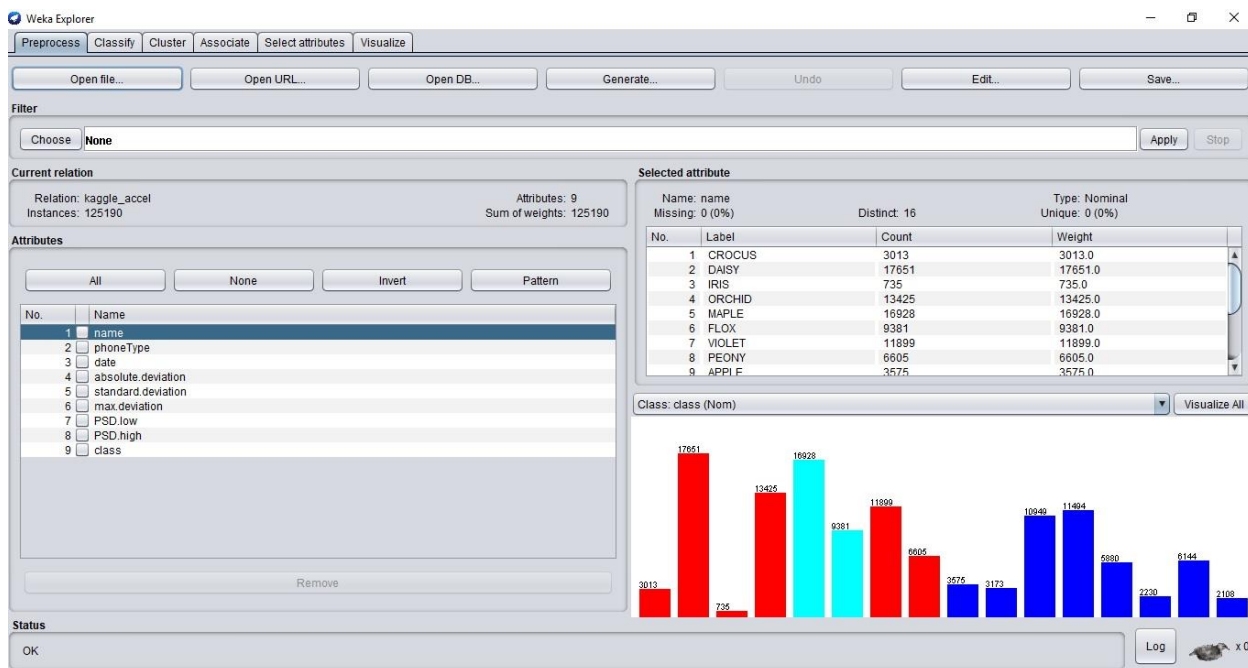 Weka Explorer
Preprocess Classify Cluster Associate Select attributes Visualize
Open file... Open URL... Open DB... Generate... Undo Edit... Save...
Filter
Choose None Apply Stop
Current relation
Relation: kaggle_accel Attributes: 9
Instances: 125190 Sum of weights: 125190
Attributes
All None Invert Pattern
No. Name
1 name
2 phoneType
3 date
4 absolute.deviation
5 standard.deviation
6 max.deviation
7 PSD.low
8 PSD.high
9 class
Remove
Selected attribute
Name: name Type: Nominal
Missing: 0 (0%) Distinct: 16 Unique: 0 (0%)
No. Label Count Weight
1 CROCUS 3013 3013.0
2 DAISY 17651 17651.0
3 IRIS 735 735.0
4 ORCHID 13425 13425.0
5 MAPLE 16928 16928.0
6 FLOX 9381 9381.0
7 VIOLET 11899 11899.0
8 PEONY 6605 6605.0
9 APPLE 3575 3575.0
Class: class (Nom) Visualize All
3013 17651 735 13425 16928 9381 11899 6605 3575 3173 10949 11494 5880 2230 6144 2108
Status
OK Log x 0